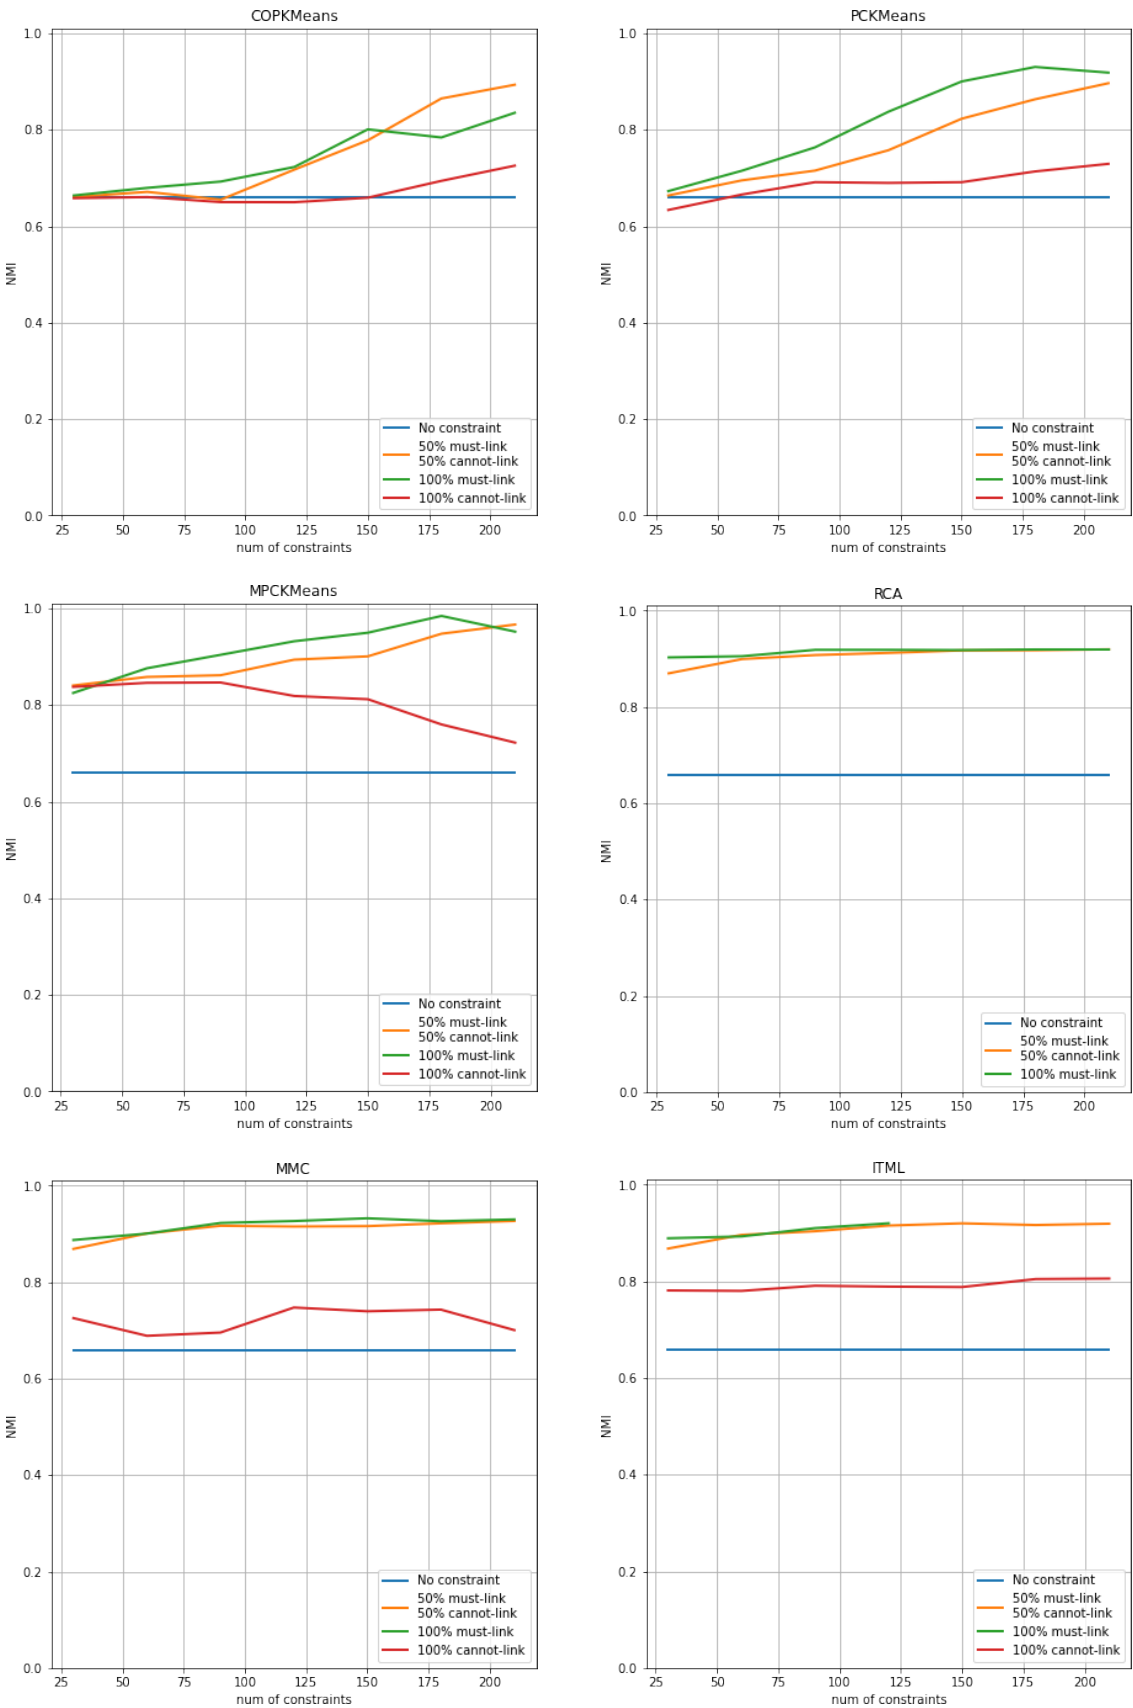 COPKMeans
1.0
0.8
0.6
0.4
0.2
0.0
NMI
No constraint
50% must-link
50% cannot-link
100% must-link
100% cannot-link
25 50 75 100 125 150 175 200
num of constraints
PCKMeans
1.0
0.8
0.6
0.4
0.2
0.0
NMI
No constraint
50% must-link
50% cannot-link
100% must-link
100% cannot-link
25 50 75 100 125 150 175 200
num of constraints
MPCKMeans
1.0
0.8
0.6
0.4
0.2
0.0
NMI
No constraint
50% must-link
50% cannot-link
100% must-link
100% cannot-link
25 50 75 100 125 150 175 200
num of constraints
RCA
1.0
0.8
0.6
0.4
0.2
0.0
NMI
No constraint
50% must-link
50% cannot-link
100% must-link
25 50 75 100 125 150 175 200
num of constraints
MMC
1.0
0.8
0.6
0.4
0.2
0.0
NMI
No constraint
50% must-link
50% cannot-link
100% must-link
100% cannot-link
25 50 75 100 125 150 175 200
num of constraints
ITML
1.0
0.8
0.6
0.4
0.2
0.0
NMI
No constraint
50% must-link
50% cannot-link
100% must-link
100% cannot-link
25 50 75 100 125 150 175 200
num of constraints